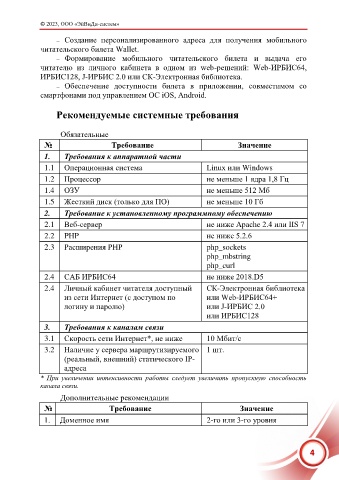 © 2023, ООО «ЭйВиДи-систем»
– Создание персонализированного адреса для получения мобильного
читательского билета Wallet.
– Формирование мобильного читательского билета и выдача его
читателю из личного кабинета в одном из web-решений: Web-ИРБИС64,
ИРБИС128, J-ИРБИС 2.0 или СК-Электронная библиотека.
– Обеспечение доступности билета в приложении, совместимом со
смартфонами под управлением ОС iOS, Android.
Рекомендуемые системные требования
Обязательные
№ Требование Значение
1. Требования к аппаратной части
1.1 Операционная система Linux или Windows
1.2 Процессор не меньше 1 ядра 1,8 Гц
1.4 ОЗУ не меньше 512 Мб
1.5 Жесткий диск (только для ПО) не меньше 10 Гб
2. Требование к установленному программному обеспечению
2.1 Веб-сервер не ниже Apache 2.4 или IIS 7
2.2 PHP не ниже 5.2.6
2.3 Расширения PHP php_sockets
php_mbstring
php_curl
2.4 САБ ИРБИС64 не ниже 2018.D5
2.4 Личный кабинет читателя доступный СК-Электронная библиотека
из сети Интернет (с доступом по или Web-ИРБИС64+
логину и паролю) или J-ИРБИС 2.0
или ИРБИС128
3. Требования к каналам связи
3.1 Скорость сети Интернет*, не ниже 10 Мбит/с
3.2 Наличие у сервера маршрутизируемого 1 шт.
(реальный, внешний) статического IP-
адреса
* При увеличении интенсивности работы следует увеличить пропускную способность
канала связи.
Дополнительные рекомендации
№ Требование Значение
1. Доменное имя 2-го или 3-го уровня
4